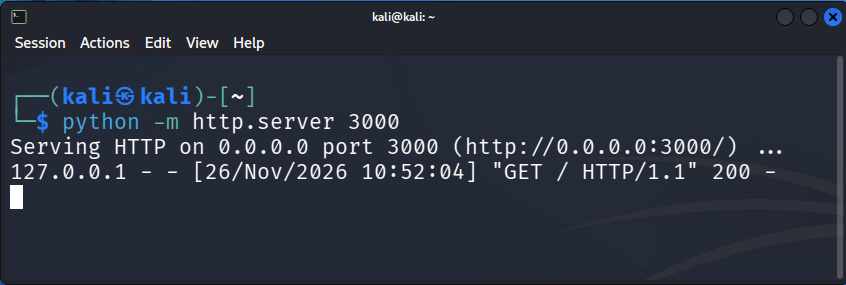 kali@kali: ~
Session Actions Edit View Help
┌──(kali㉿kali)-[~]
└─$ python -m http.server 3000
Serving HTTP on 0.0.0.0 port 3000 (http://0.0.0.0:3000/) ...
127.0.0.1 - - [26/Nov/2026 10:52:04] "GET / HTTP/1.1" 200 -